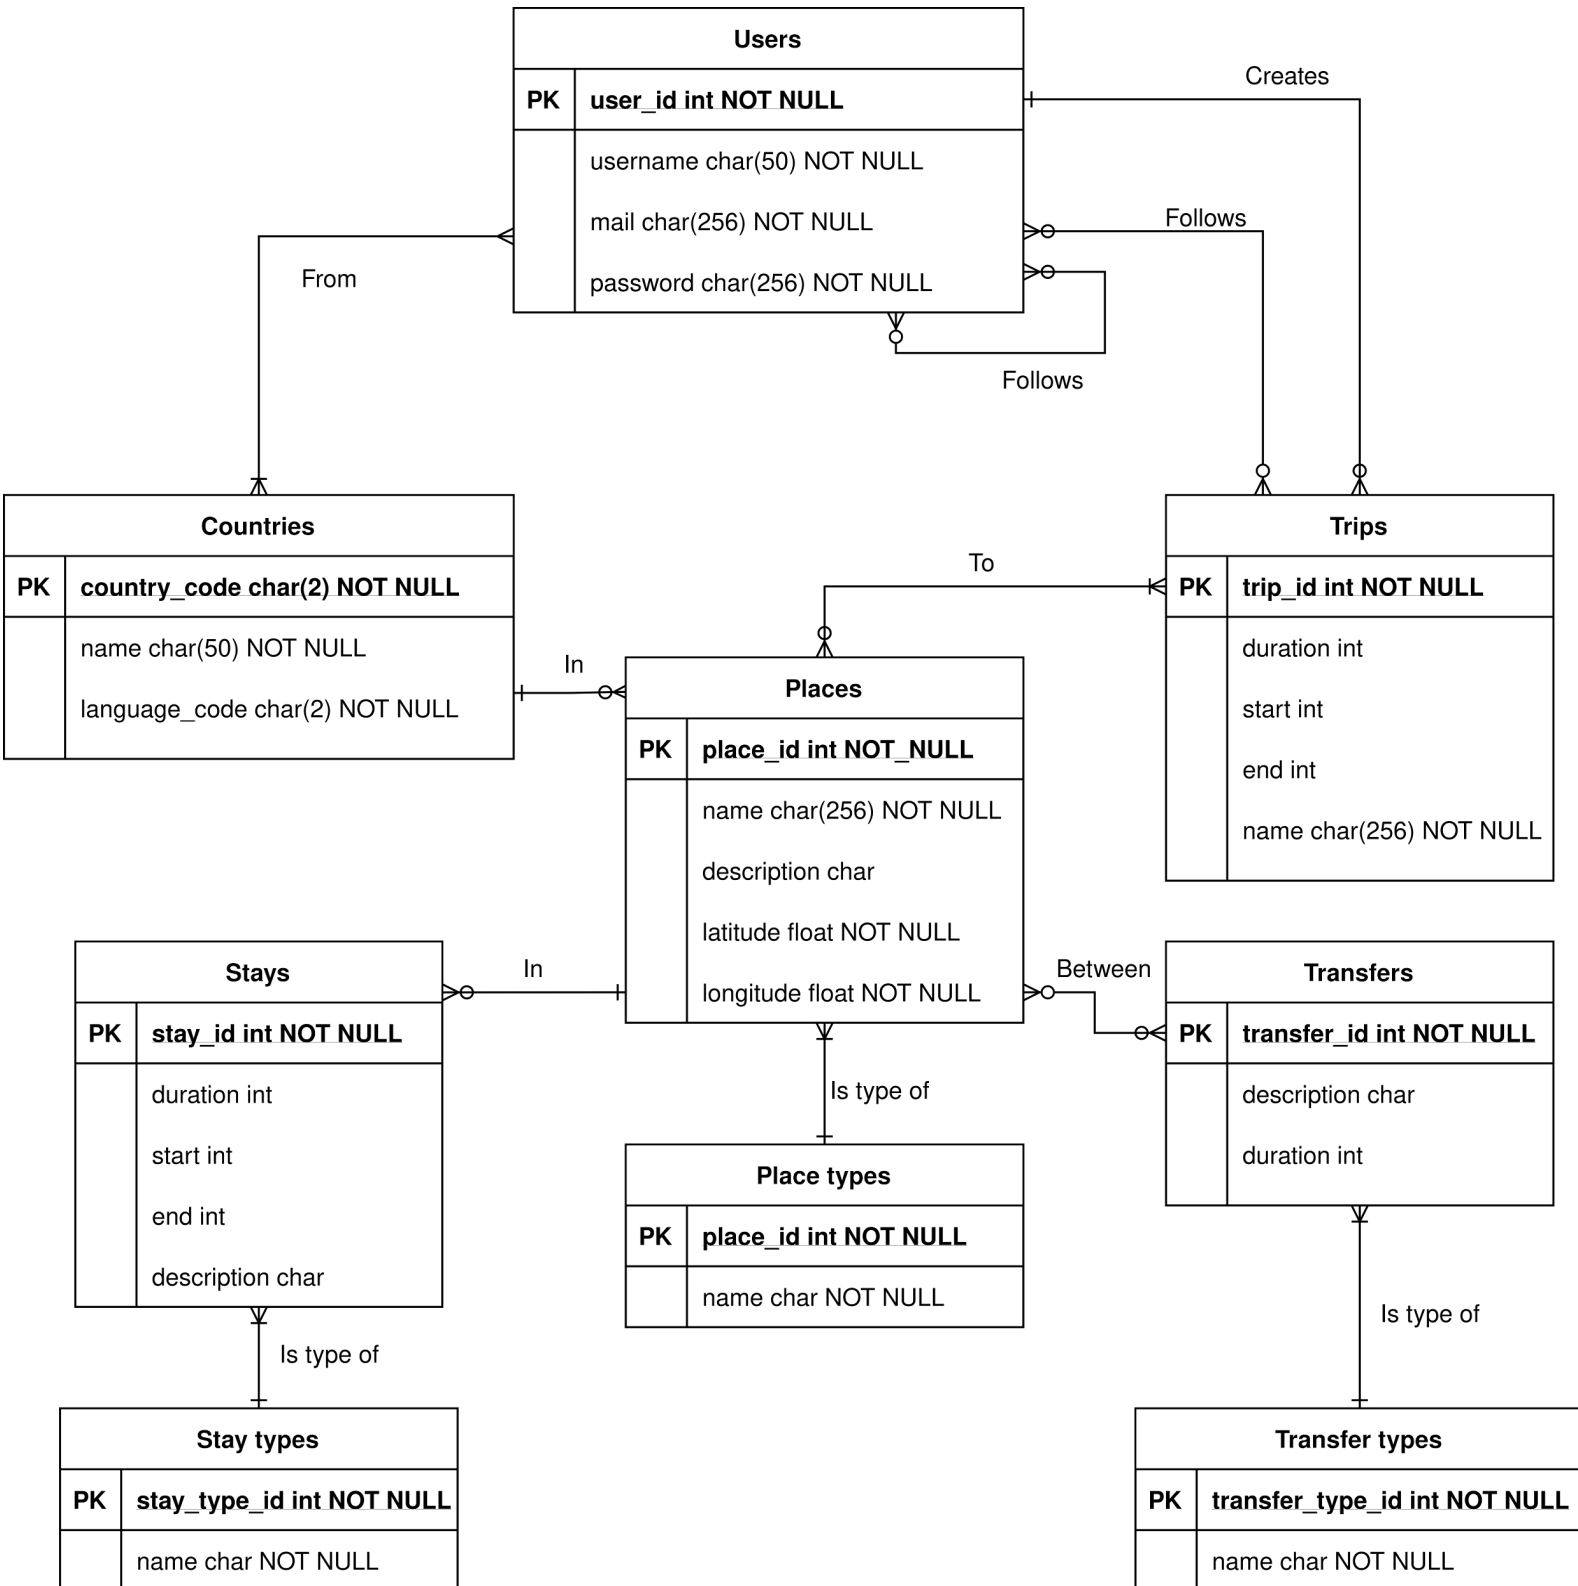 Users
PK user_id int NOT NULL
username char(50) NOT NULL
mail char(256) NOT NULL
password char(256) NOT NULL
Creates
Follows
Follows
From
Countries
PK country_code char(2) NOT NULL
name char(50) NOT NULL
language_code char(2) NOT NULL
In
To
Trips
PK trip_id int NOT NULL
duration int
start int
end int
name char(256) NOT NULL
Places
PK place_id int NOT_NULL
name char(256) NOT NULL
description char
latitude float NOT NULL
longitude float NOT NULL
Stays
PK stay_id int NOT NULL
duration int
start int
end int
description char
In
Between
Transfers
PK transfer_id int NOT NULL
description char
duration int
Is type of
Place types
PK place_id int NOT NULL
name char NOT NULL
Is type of
Is type of
Stay types
PK stay_type_id int NOT NULL
name char NOT NULL
Transfer types
PK transfer_type_id int NOT NULL
name char NOT NULL